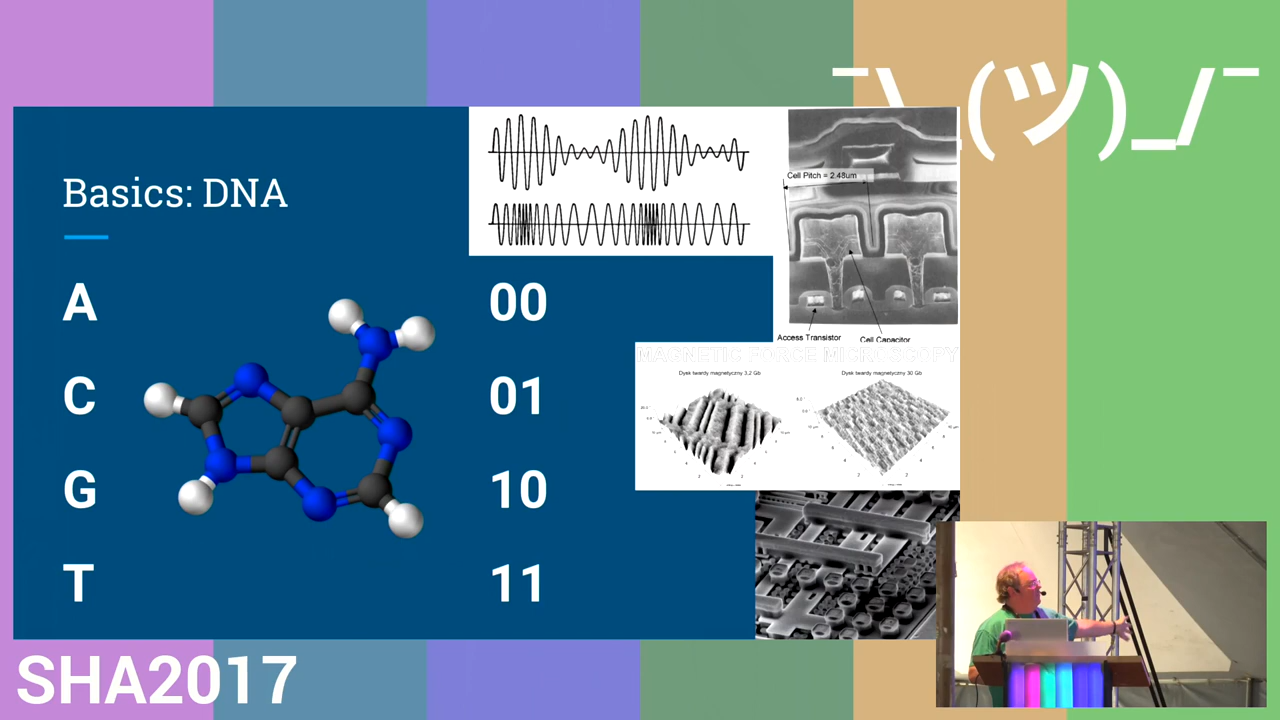 ¯\_(ツ)_/¯
Basics: DNA
A
00
C
01
G
10
T
11
Cell Pitch = 2.48um
Access Transistor
Cell Capacitor
MAGNETIC FORCE MICROSCOPY
Dysk twardy magnetyczny 3.2 Gb
Dysk twardy magnetyczny 30 Gb
SHA2017